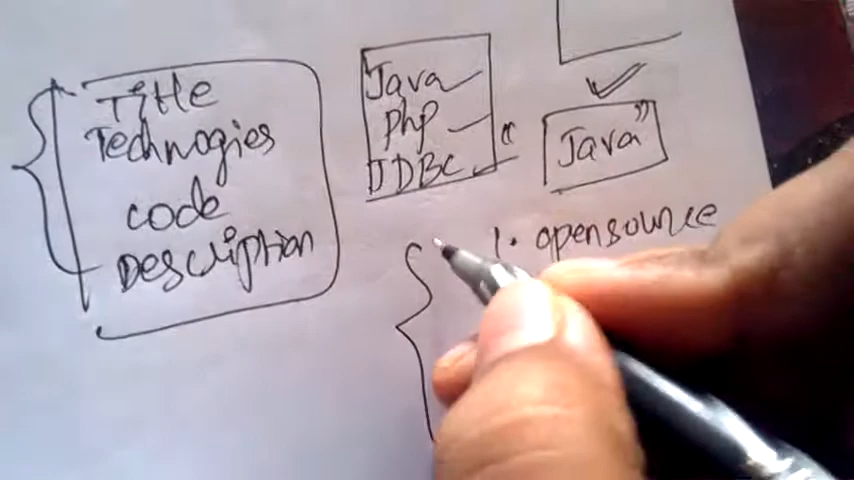 Title
Technogies
code
Description
Java
Php
JDBC
"Java"
1. opensource